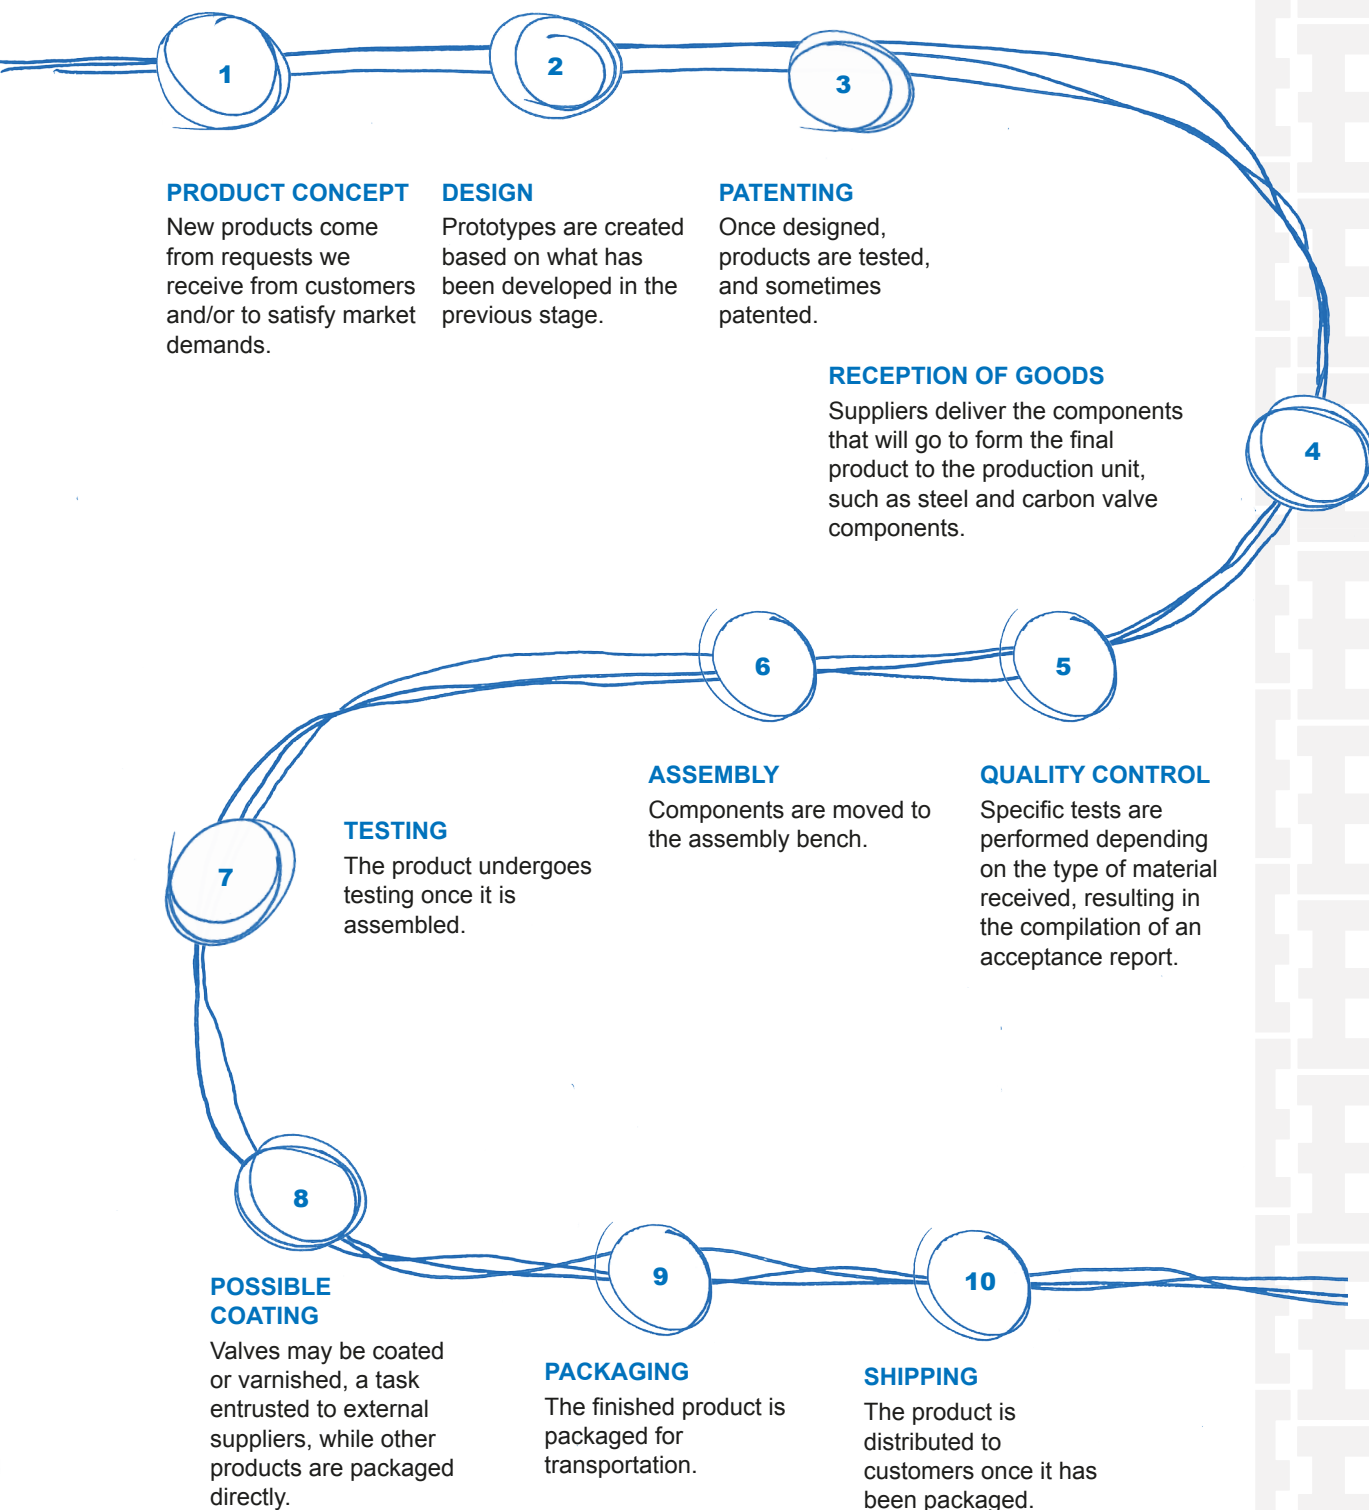 1
2
3
PRODUCT CONCEPT
New products come
from requests we
receive from customers
and/or to satisfy market
demands.
DESIGN
Prototypes are created
based on what has
been developed in the
previous stage.
PATENTING
Once designed,
products are tested,
and sometimes
patented.
4
RECEPTION OF GOODS
Suppliers deliver the components
that will go to form the final
product to the production unit,
such as steel and carbon valve
components.
5
QUALITY CONTROL
Specific tests are
performed depending
on the type of material
received, resulting in
the compilation of an
acceptance report.
6
ASSEMBLY
Components are moved to
the assembly bench.
7
TESTING
The product undergoes
testing once it is
assembled.
8
POSSIBLE
COATING
Valves may be coated
or varnished, a task
entrusted to external
suppliers, while other
products are packaged
directly.
9
PACKAGING
The finished product is
packaged for
transportation.
10
SHIPPING
The product is
distributed to
customers once it has
been packaged.